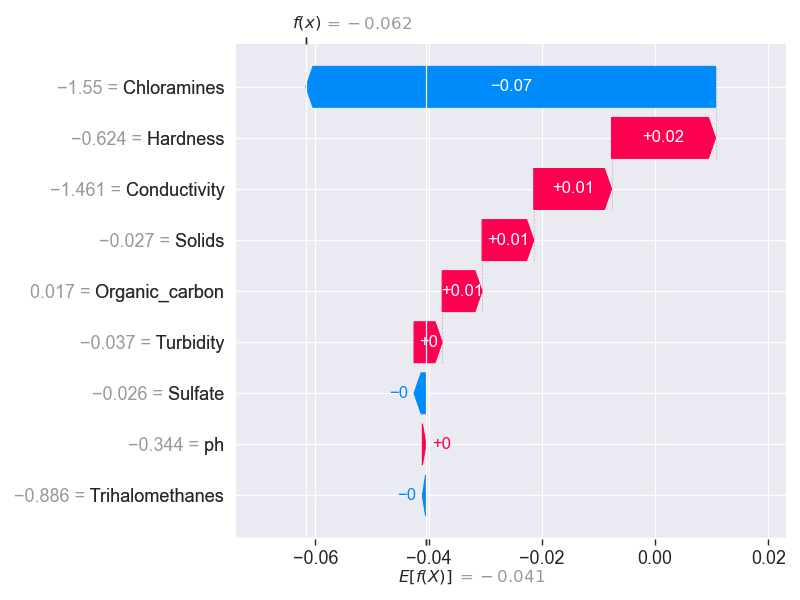 f(x) = −0.062
−1.55 = Chloramines −0.07
−0.624 = Hardness +0.02
−1.461 = Conductivity +0.01
−0.027 = Solids +0.01
0.017 = Organic_carbon +0.01
−0.037 = Turbidity +0
−0.026 = Sulfate −0
−0.344 = ph +0
−0.886 = Trihalomethanes −0
−0.06 −0.04 −0.02 0.00 0.02
E[f(X)] = −0.041